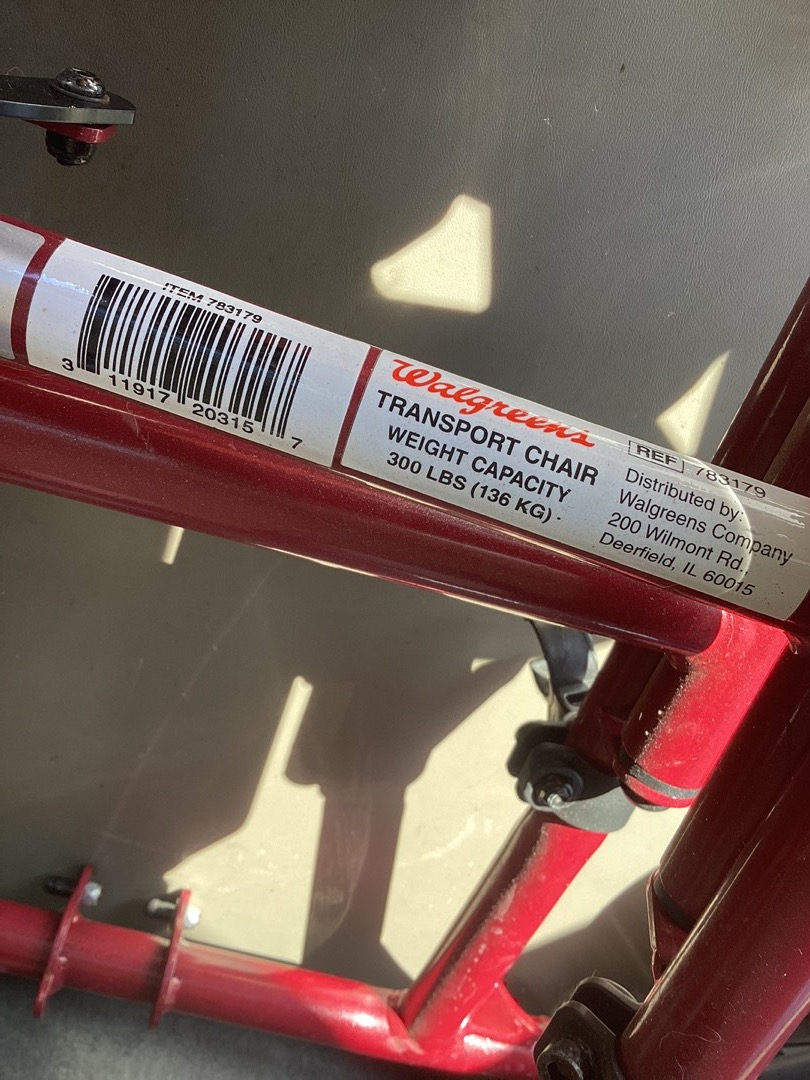 ITEM 783179
3 11917 20315 7
Walgreens
TRANSPORT CHAIR
WEIGHT CAPACITY
300 LBS (136 KG)
REF 783179
Distributed by:
Walgreens Company
200 Wilmont Rd.,
Deerfield, IL 60015